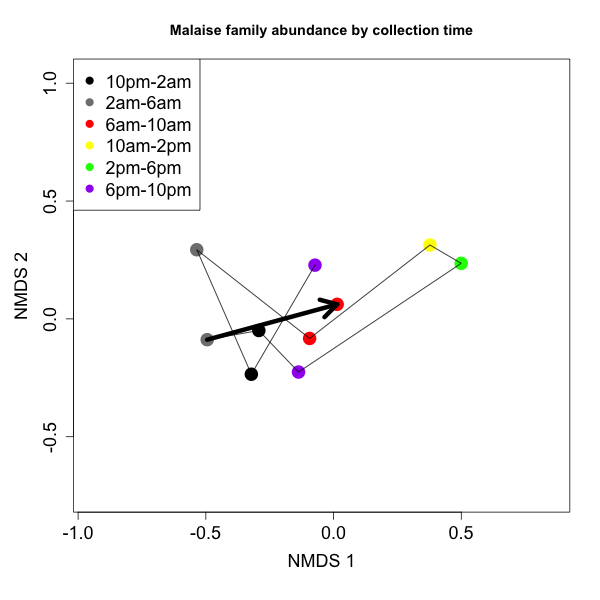 Malaise family abundance by collection time
10pm-2am
2am-6am
6am-10am
10am-2pm
2pm-6pm
6pm-10pm
1.0
0.5
0.0
-0.5
NMDS 2
-1.0 -0.5 0.0 0.5
NMDS 1